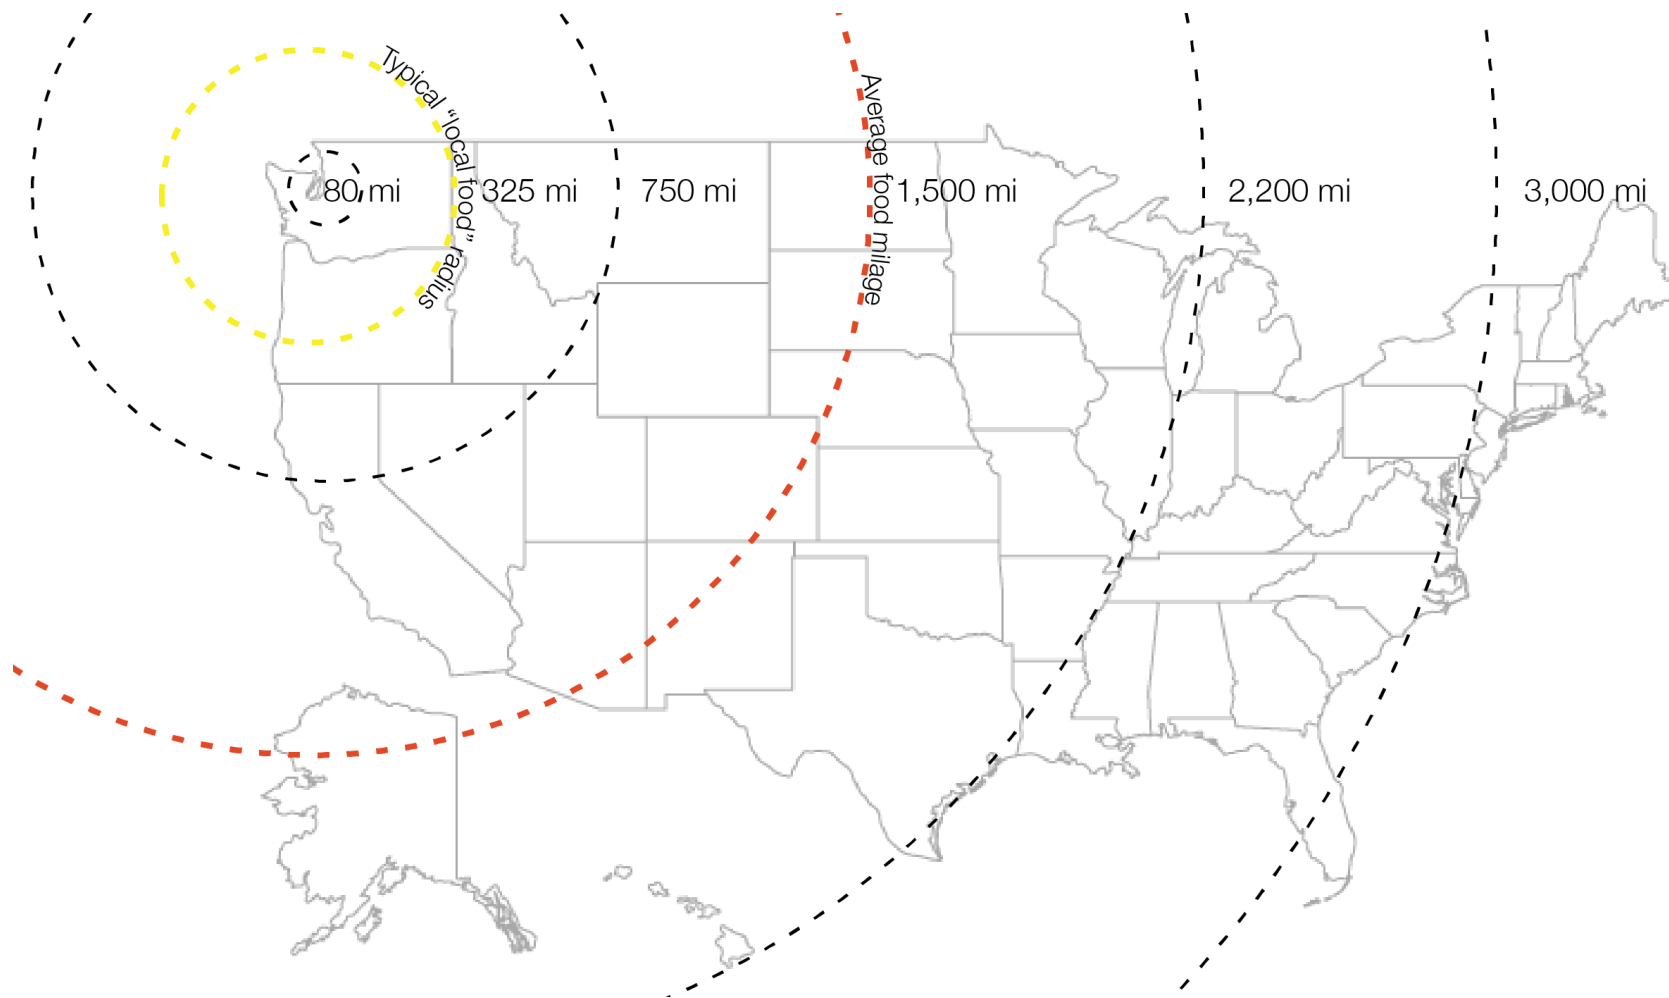 Typical “local food” radius
Average food milage
80 mi
325 mi
750 mi
1,500 mi
2,200 mi
3,000 mi